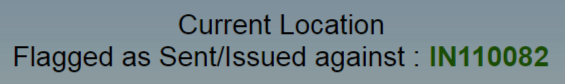 Current Location
Flagged as Sent/Issued against : IN110082